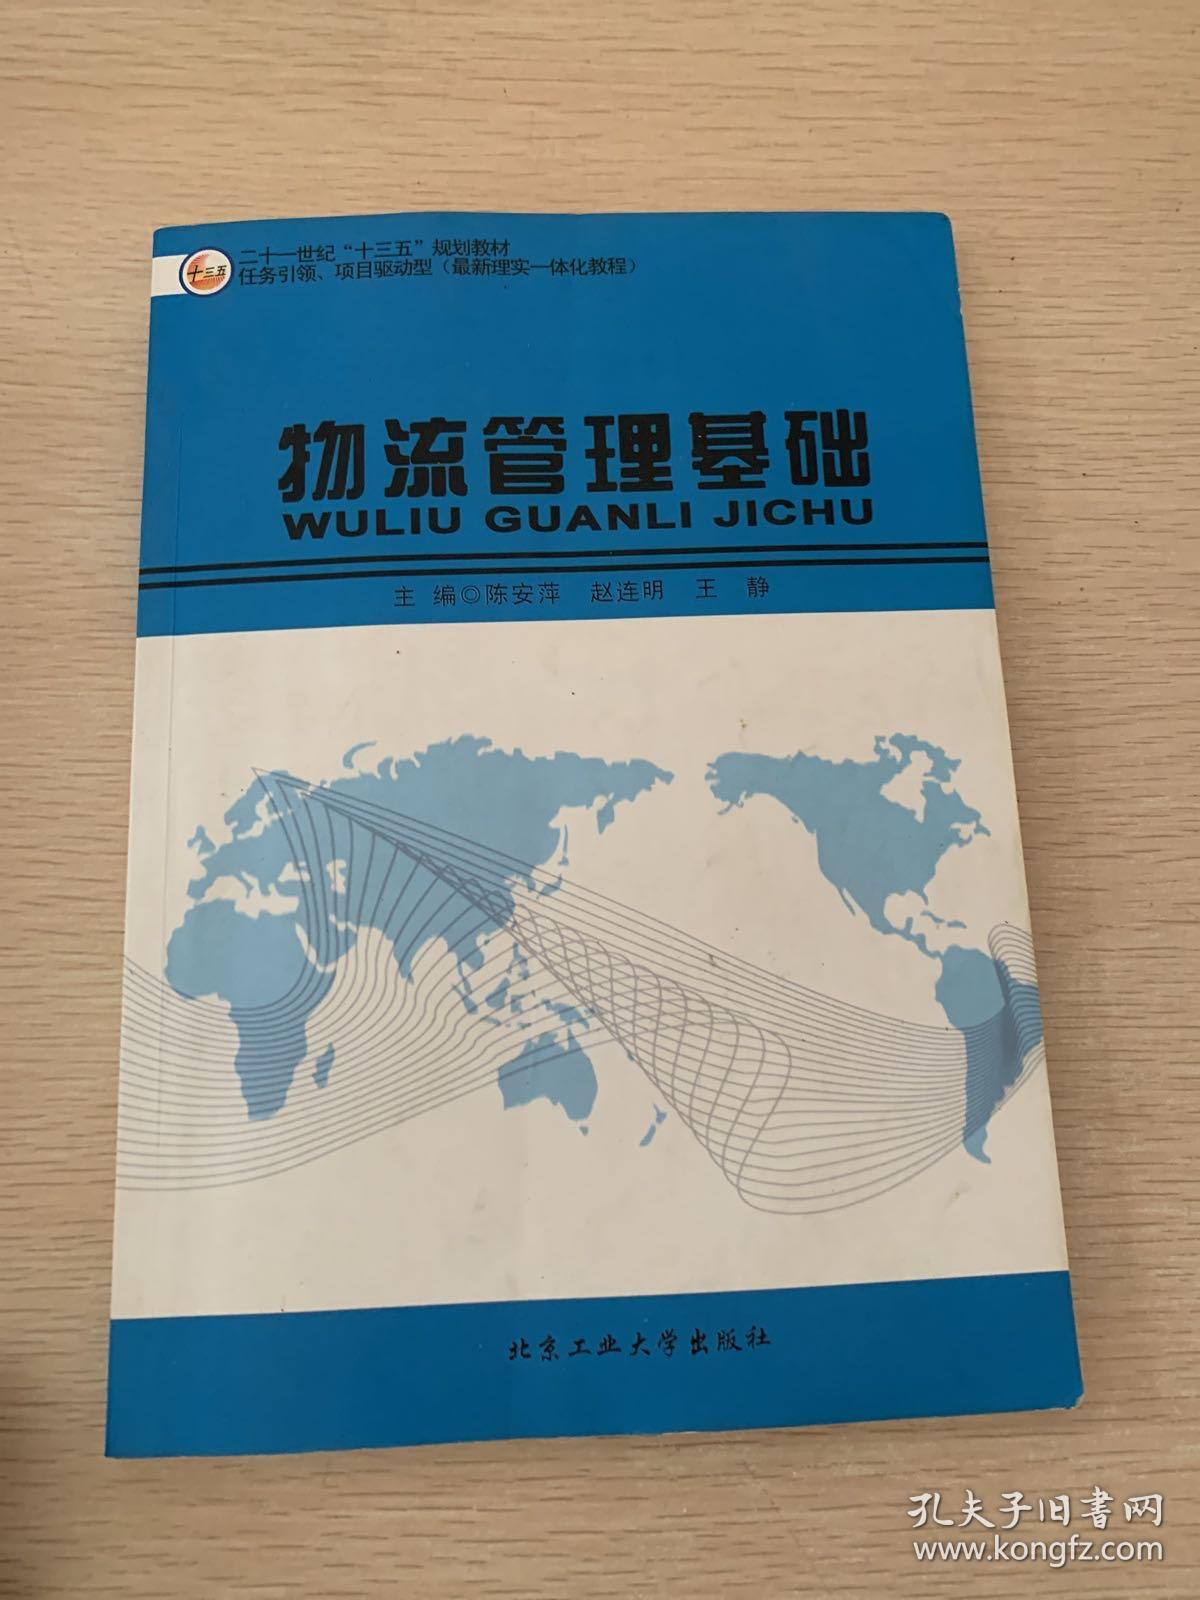 二十一世纪“十三五”规划教材
十三五
任务引领、项目驱动型（最新理实一体化教程）
物流管理基础
WULIU GUANLI JICHU
主 编◎陈安萍 赵连明 王 静
北京工业大学出版社
孔夫子旧书网
www.kongfz.com